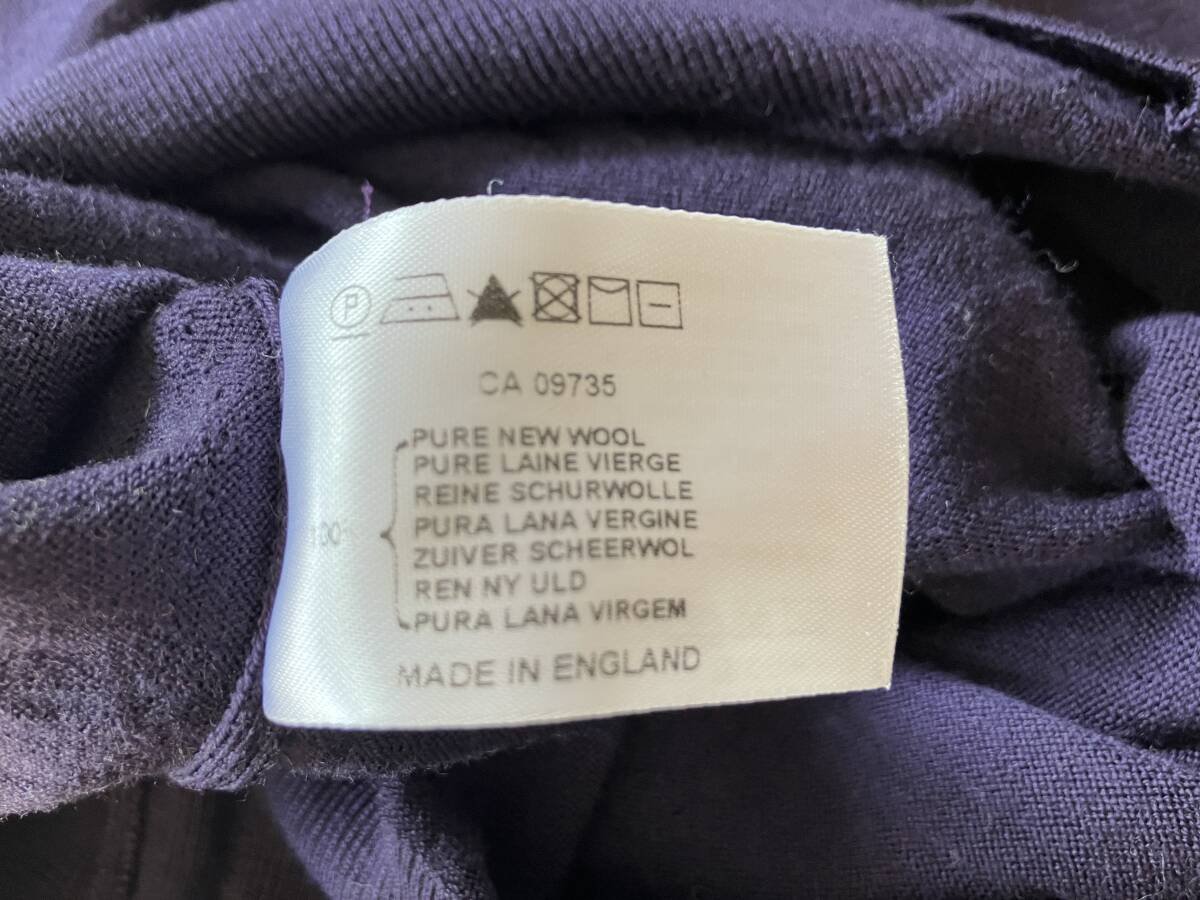 P
CA 09735
PURE NEW WOOL
PURE LAINE VIERGE
REINE SCHURWOLLE
PURA LANA VERGINE
ZUIVER SCHEERWOL
REN NY ULD
PURA LANA VIRGEM
MADE IN ENGLAND